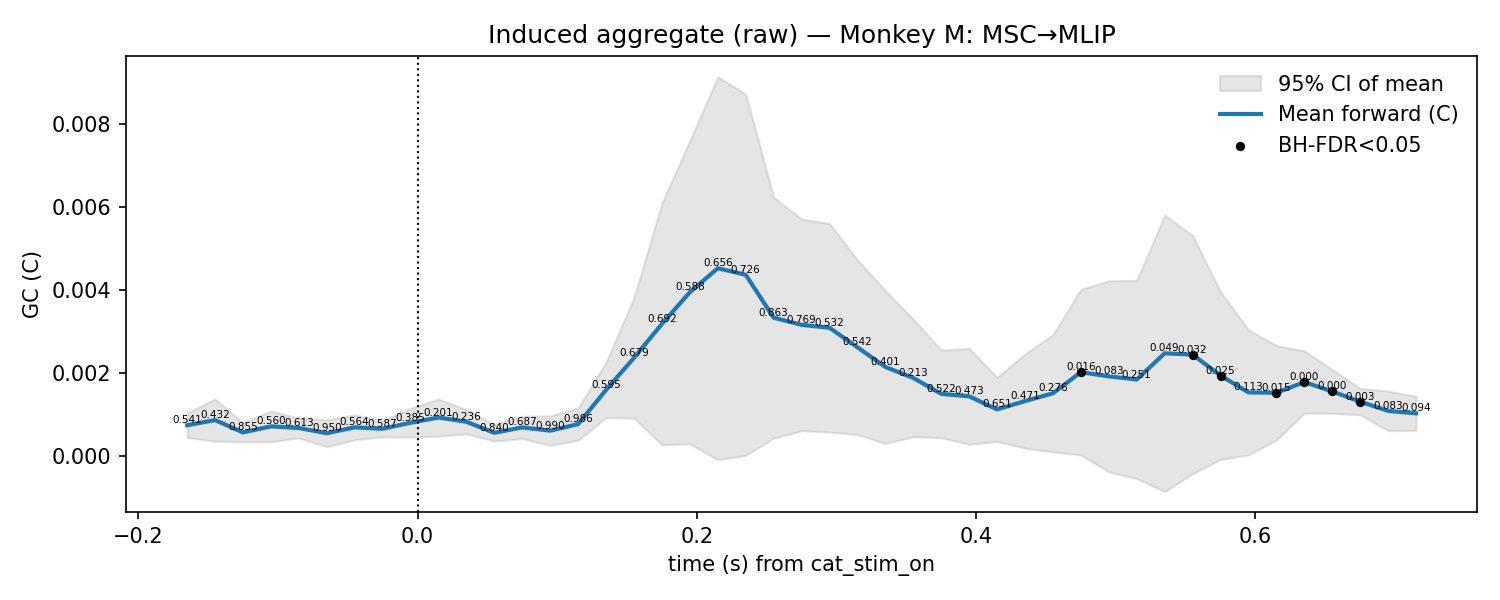 Induced aggregate (raw) — Monkey M: MSC→MLIP
GC (C)
0.008
0.006
0.004
0.002
0.000
95% CI of mean
Mean forward (C)
BH-FDR<0.05
0.541 0.432 0.855 0.560 0.613 0.950 0.564 0.587 0.385 0.201 0.236 0.840 0.687 0.990 0.986 0.595 0.679 0.692 0.588 0.656 0.726 0.863 0.769 0.532 0.542 0.401 0.213 0.522 0.473 0.651 0.471 0.276 0.016 0.083 0.251 0.049 0.032 0.025 0.113 0.015 0.000 0.000 0.003 0.083 0.094
−0.2 0.0 0.2 0.4 0.6
time (s) from cat_stim_on